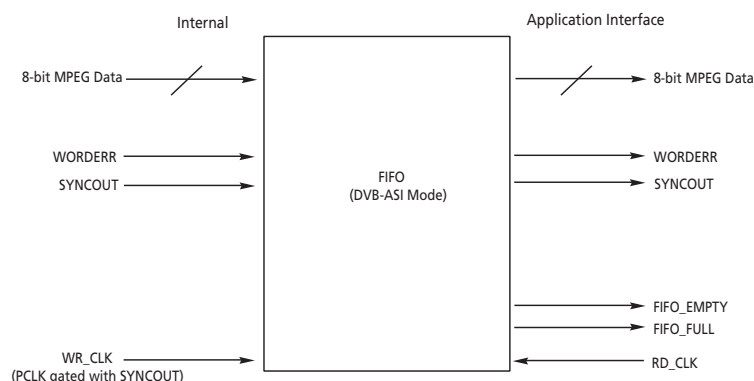 Internal
Application Interface
8-bit MPEG Data
8-bit MPEG Data
WORDERR
WORDERR
SYNCOUT
SYNCOUT
FIFO
(DVB-ASI Mode)
FIFO_EMPTY
FIFO_FULL
WR_CLK
(PCLK gated with SYNCOUT)
RD_CLK